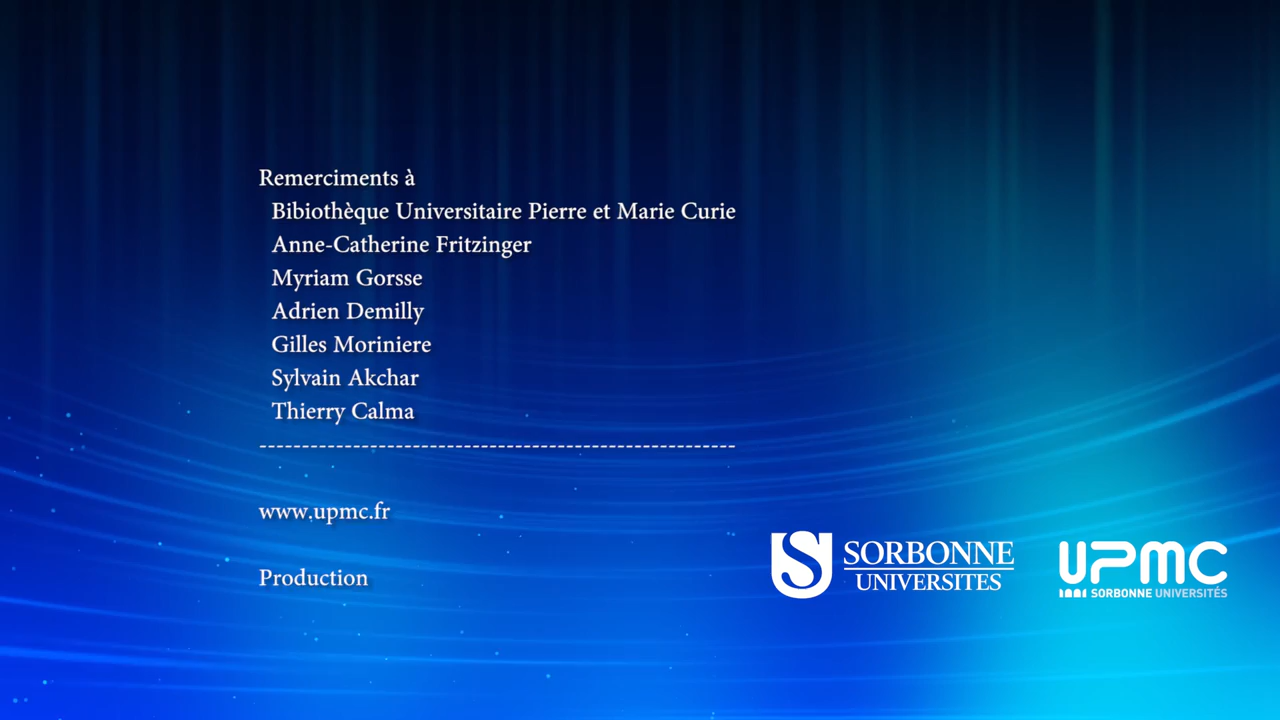 Remerciments à
Bibiothèque Universitaire Pierre et Marie Curie
Anne-Catherine Fritzinger
Myriam Gorsse
Adrien Demilly
Gilles Moriniere
Sylvain Akchar
Thierry Calma
--------------------------------------------------------
www.upmc.fr
Production
SORBONNE
UNIVERSITES
UPMC
SORBONNE UNIVERSITÉS